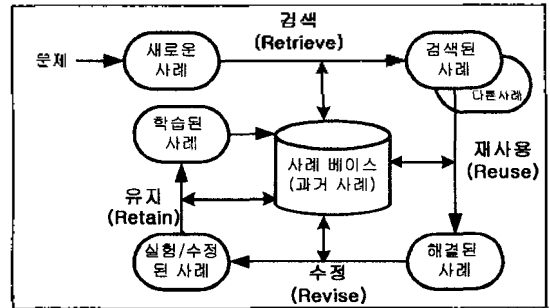 검색
(Retrieve)
문제
새로운
사례
검색된
사례
다른사례
학습된
사례
사례 베이스
(과거 사례)
재사용
(Reuse)
유지
(Retain)
실험/수정
된 사례
수정
(Revise)
해결된
사례